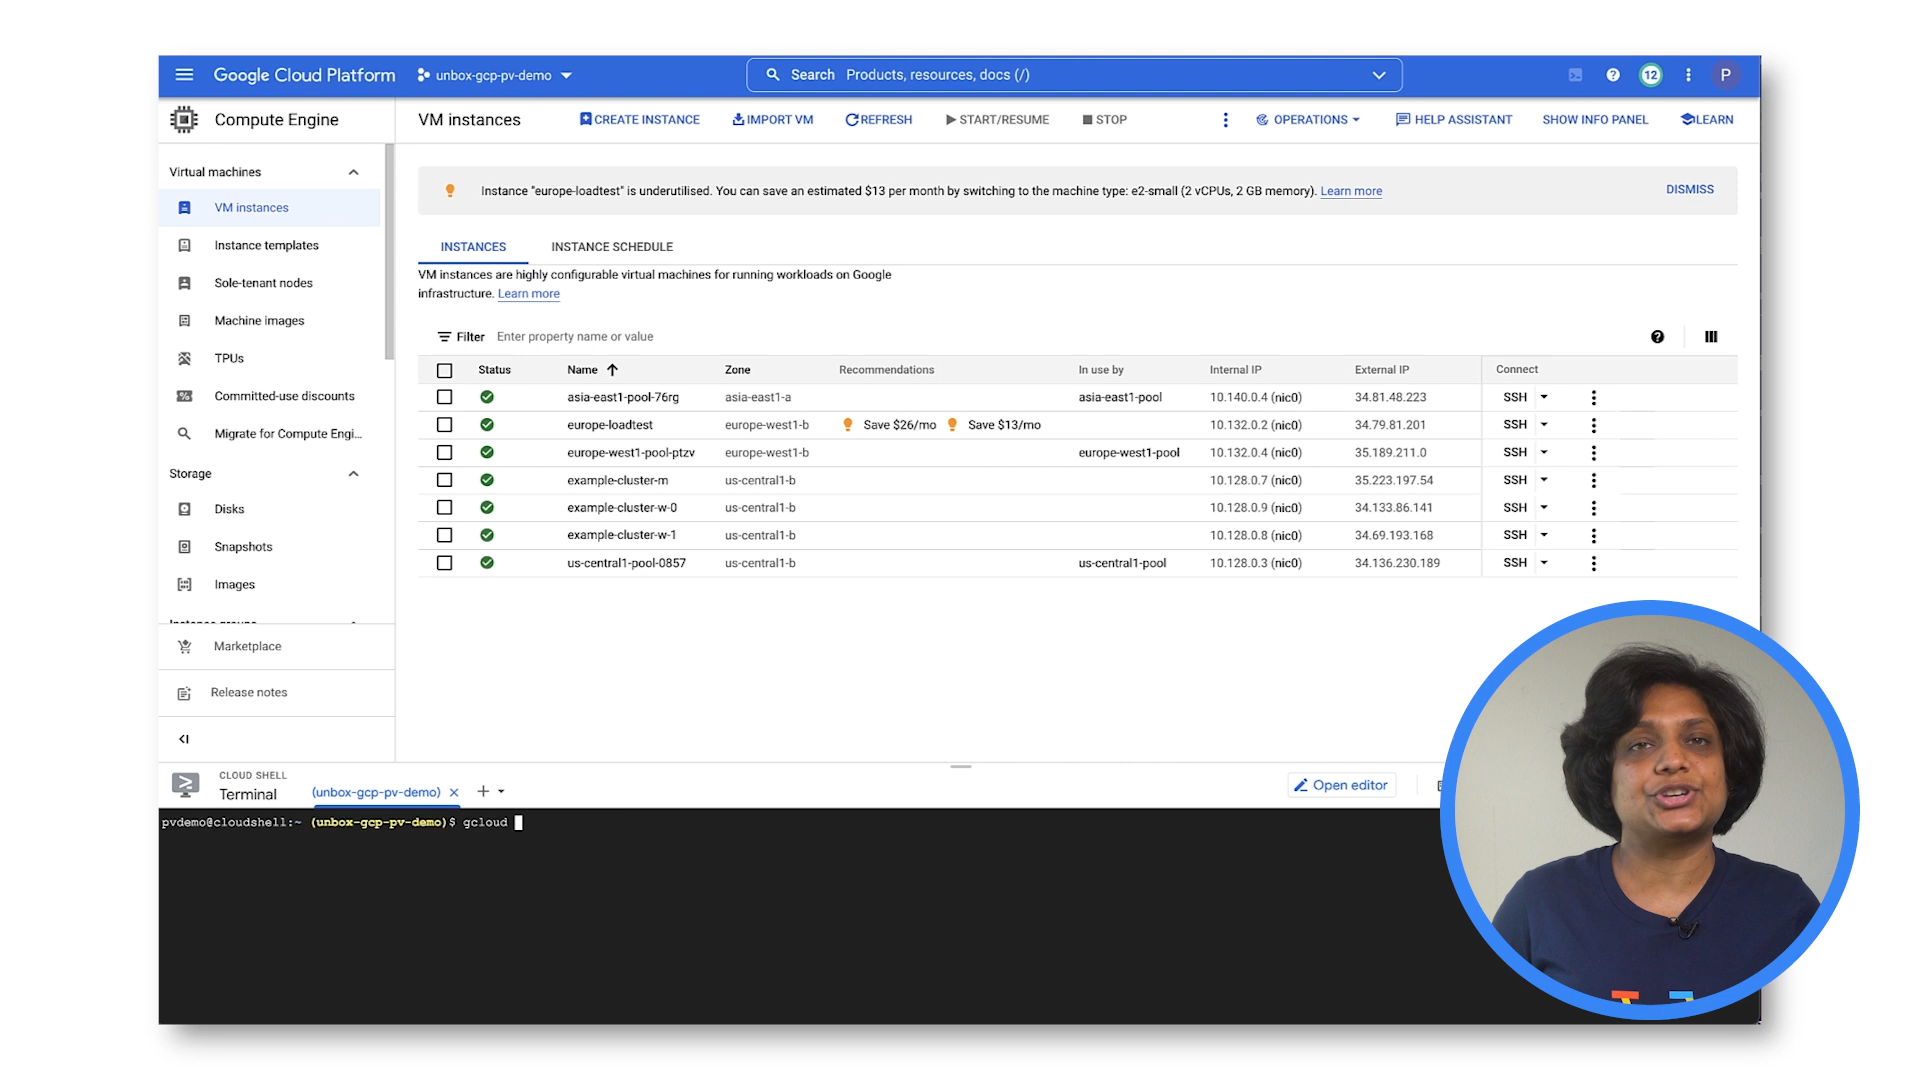 Google Cloud Platform
unbox-gcp-pv-demo
Search Products, resources, docs (/)
12
P
Compute Engine
VM instances
CREATE INSTANCE
IMPORT VM
REFRESH
START/RESUME
STOP
OPERATIONS
HELP ASSISTANT
SHOW INFO PANEL
LEARN
Virtual machines
VM instances
Instance templates
Sole-tenant nodes
Machine images
TPUs
Committed-use discounts
Migrate for Compute Engi...
Storage
Disks
Snapshots
Images
Instance groups
Marketplace
Release notes
Instance "europe-loadtest" is underutilised. You can save an estimated $13 per month by switching to the machine type: e2-small (2 vCPUs, 2 GB memory). Learn more
DISMISS
INSTANCES
INSTANCE SCHEDULE
VM instances are highly configurable virtual machines for running workloads on Google
infrastructure. Learn more
Filter Enter property name or value
Status Name Zone Recommendations In use by Internal IP External IP Connect
asia-east1-pool-76rg asia-east1-a asia-east1-pool 10.140.0.4 (nic0) 34.81.48.223 SSH
europe-loadtest europe-west1-b Save $26/mo Save $13/mo 10.132.0.2 (nic0) 34.79.81.201 SSH
europe-west1-pool-ptzv europe-west1-b europe-west1-pool 10.132.0.4 (nic0) 35.189.211.0 SSH
example-cluster-m us-central1-b 10.128.0.7 (nic0) 35.223.197.54 SSH
example-cluster-w-0 us-central1-b 10.128.0.9 (nic0) 34.133.86.141 SSH
example-cluster-w-1 us-central1-b 10.128.0.8 (nic0) 34.69.193.168 SSH
us-central1-pool-0857 us-central1-b us-central1-pool 10.128.0.3 (nic0) 34.136.230.189 SSH
CLOUD SHELL
Terminal
(unbox-gcp-pv-demo)
Open editor
pvdemo@cloudshell:~ (unbox-gcp-pv-demo)$ gcloud